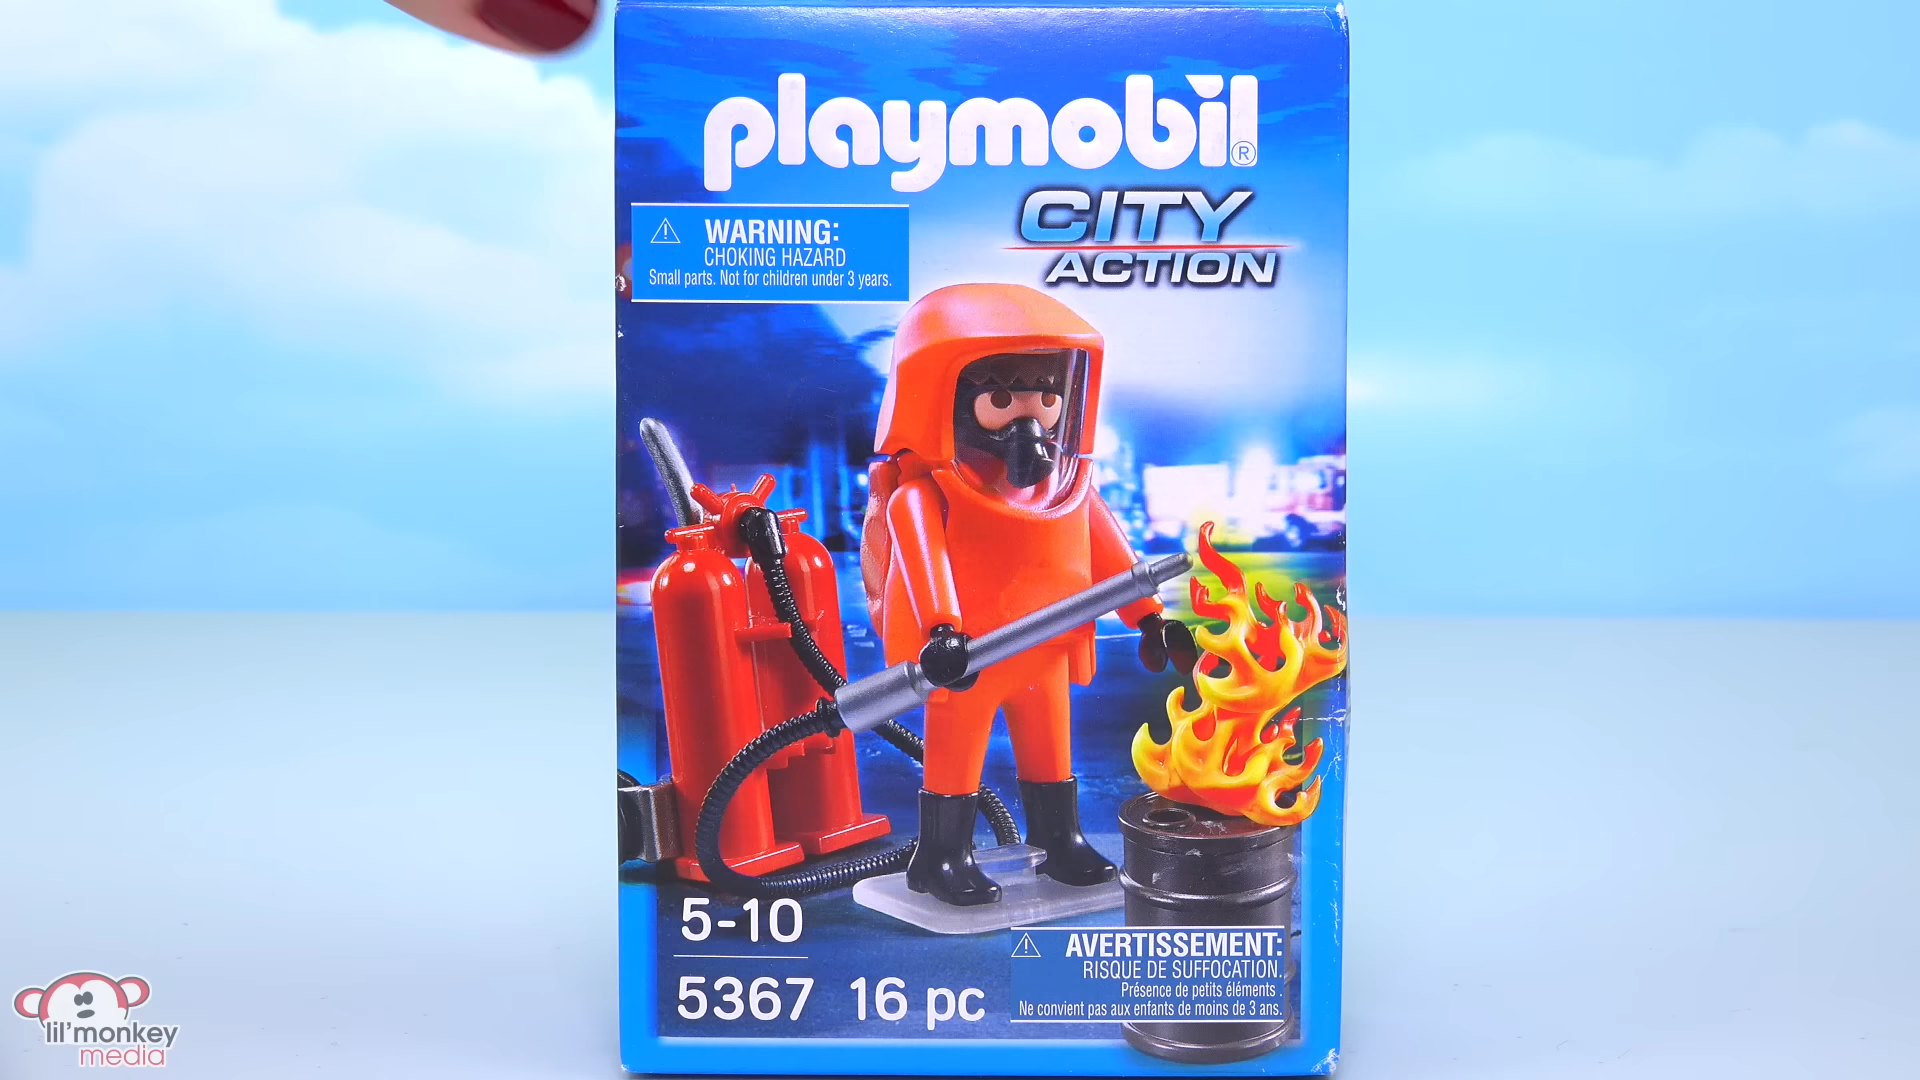 playmobil®
CITY
ACTION
WARNING:
CHOKING HAZARD
Small parts. Not for children under 3 years.
5-10
5367 16 pc
AVERTISSEMENT:
RISQUE DE SUFFOCATION.
Présence de petits éléments .
Ne convient pas aux enfants de moins de 3 ans.
lil'monkey
media